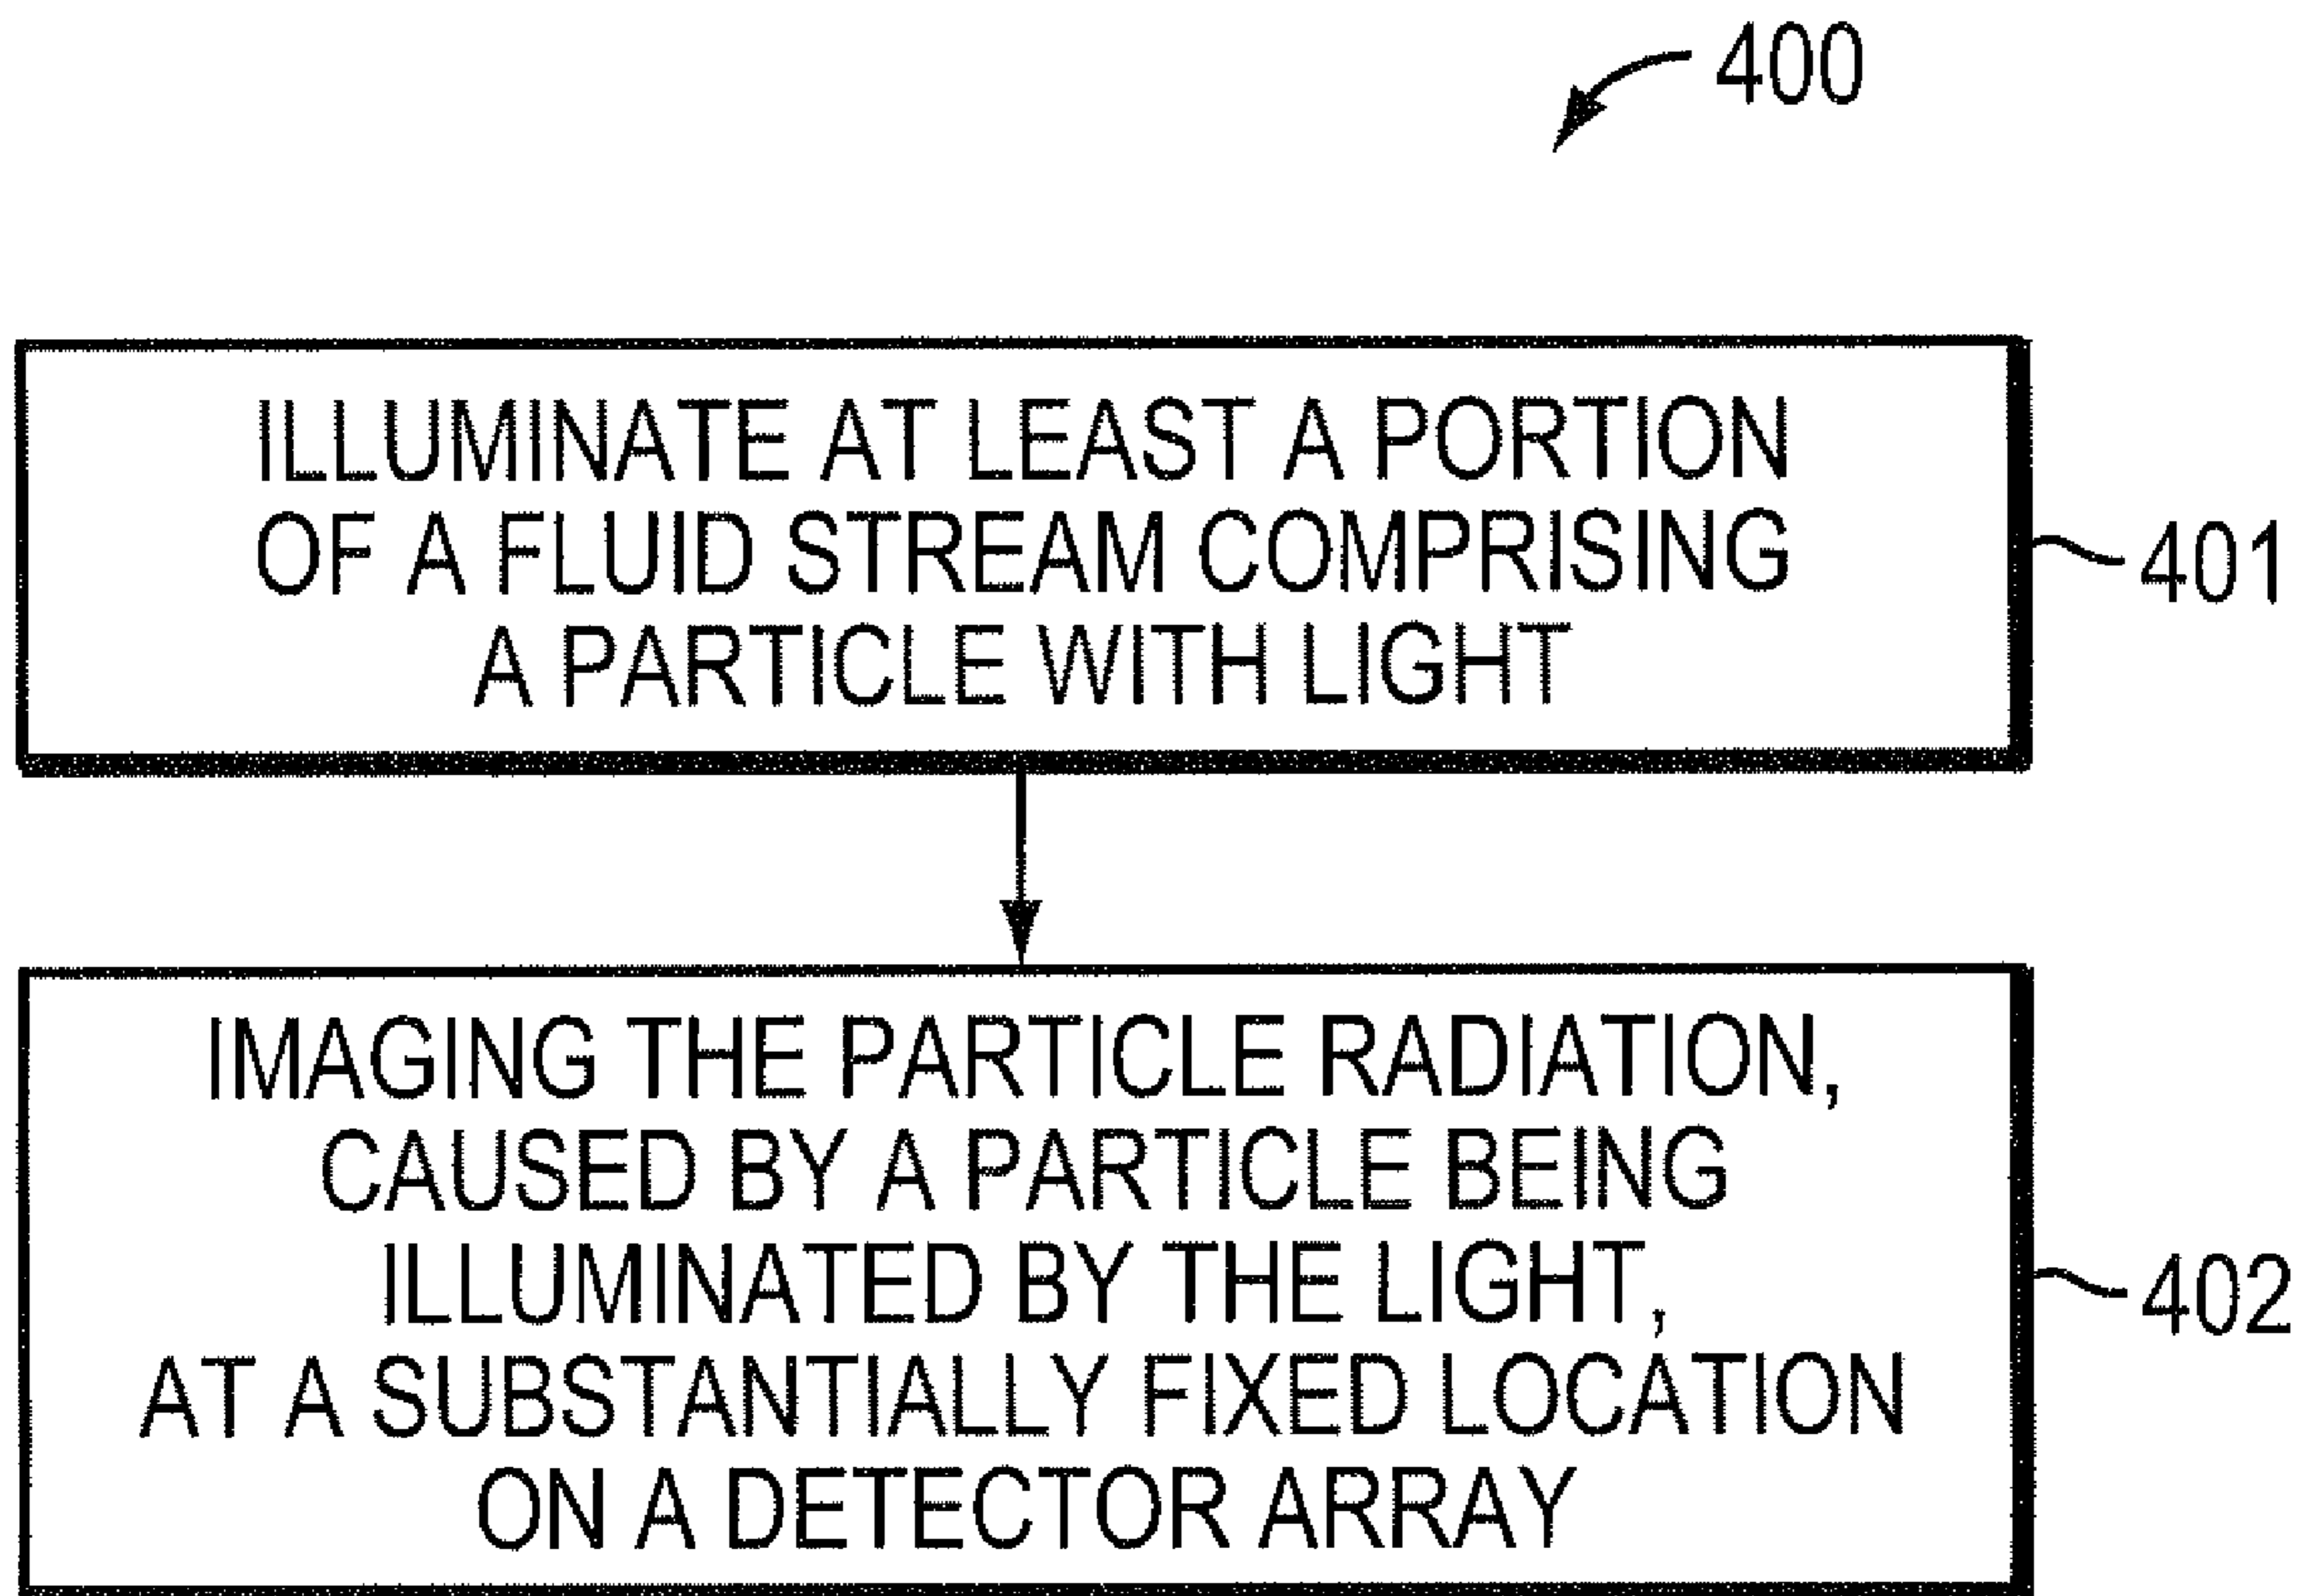 400
ILLUMINATE AT LEAST A PORTION
OF A FLUID STREAM COMPRISING
A PARTICLE WITH LIGHT
401
IMAGING THE PARTICLE RADIATION,
CAUSED BY A PARTICLE BEING
ILLUMINATED BY THE LIGHT,
AT A SUBSTANTIALLY FIXED LOCATION
ON A DETECTOR ARRAY
402